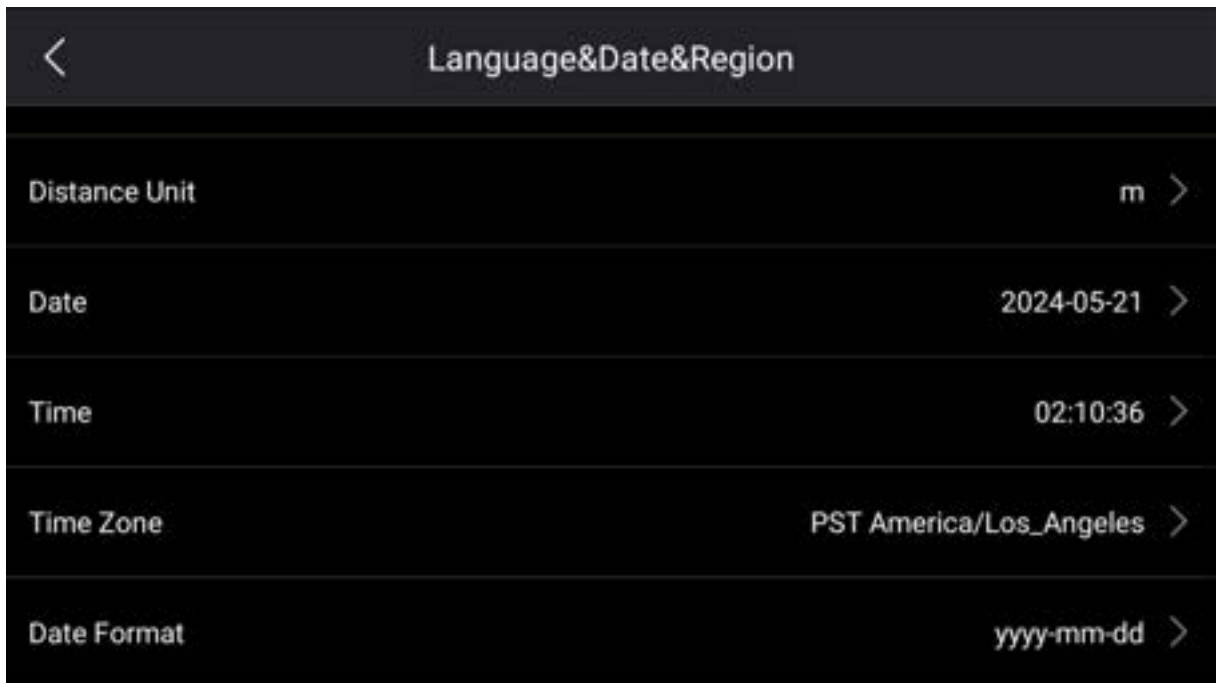 Language&Date&Region
Distance Unit m
Date 2024-05-21
Time 02:10:36
Time Zone PST America/Los_Angeles
Date Format yyyy-mm-dd